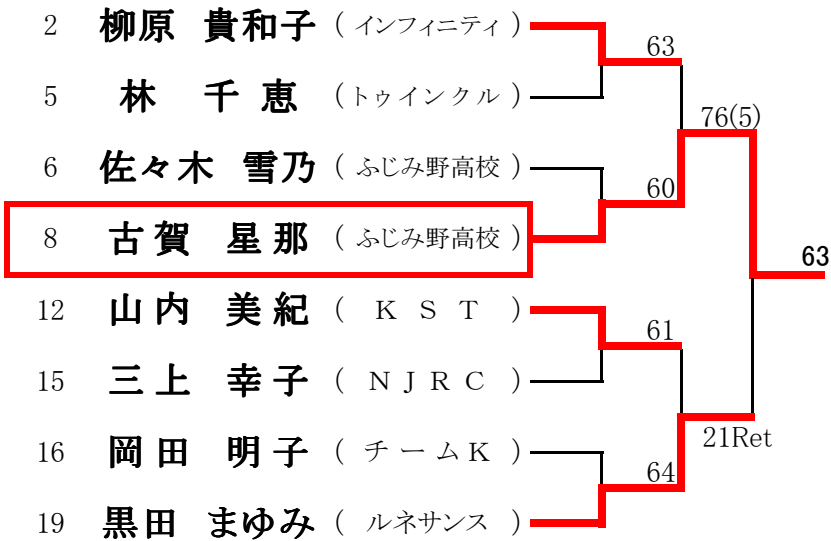 2 柳原 貴和子 ( インフィニティ )
63
5 林 千恵 ( トゥインクル )
76(5)
6 佐々木 雪乃 ( ふじみ野高校 )
60
8 古賀 星那 ( ふじみ野高校 )
63
12 山内 美紀 ( KST )
61
15 三上 幸子 ( NJRC )
21Ret
16 岡田 明子 ( チームK )
64
19 黒田 まゆみ ( ルネサンス )